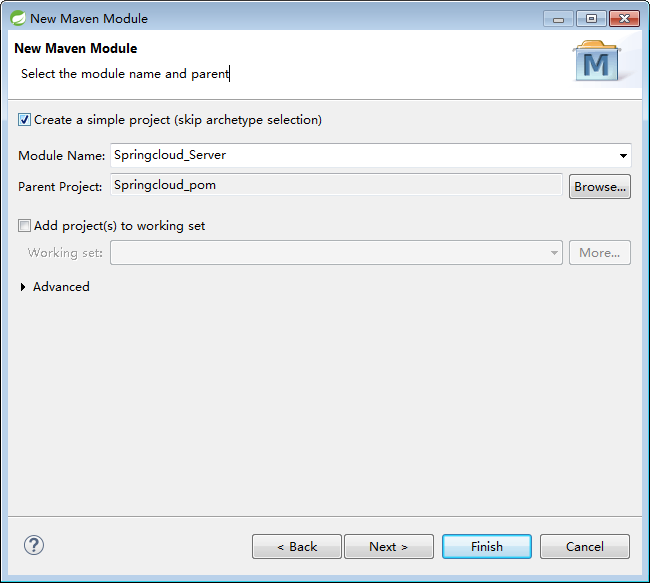 New Maven Module
New Maven Module
Select the module name and parent
M
Create a simple project (skip archetype selection)
Module Name: Springcloud_Server
Parent Project: Springcloud_pom Browse...
Add project(s) to working set
Working set: More...
Advanced
? < Back Next > Finish Cancel